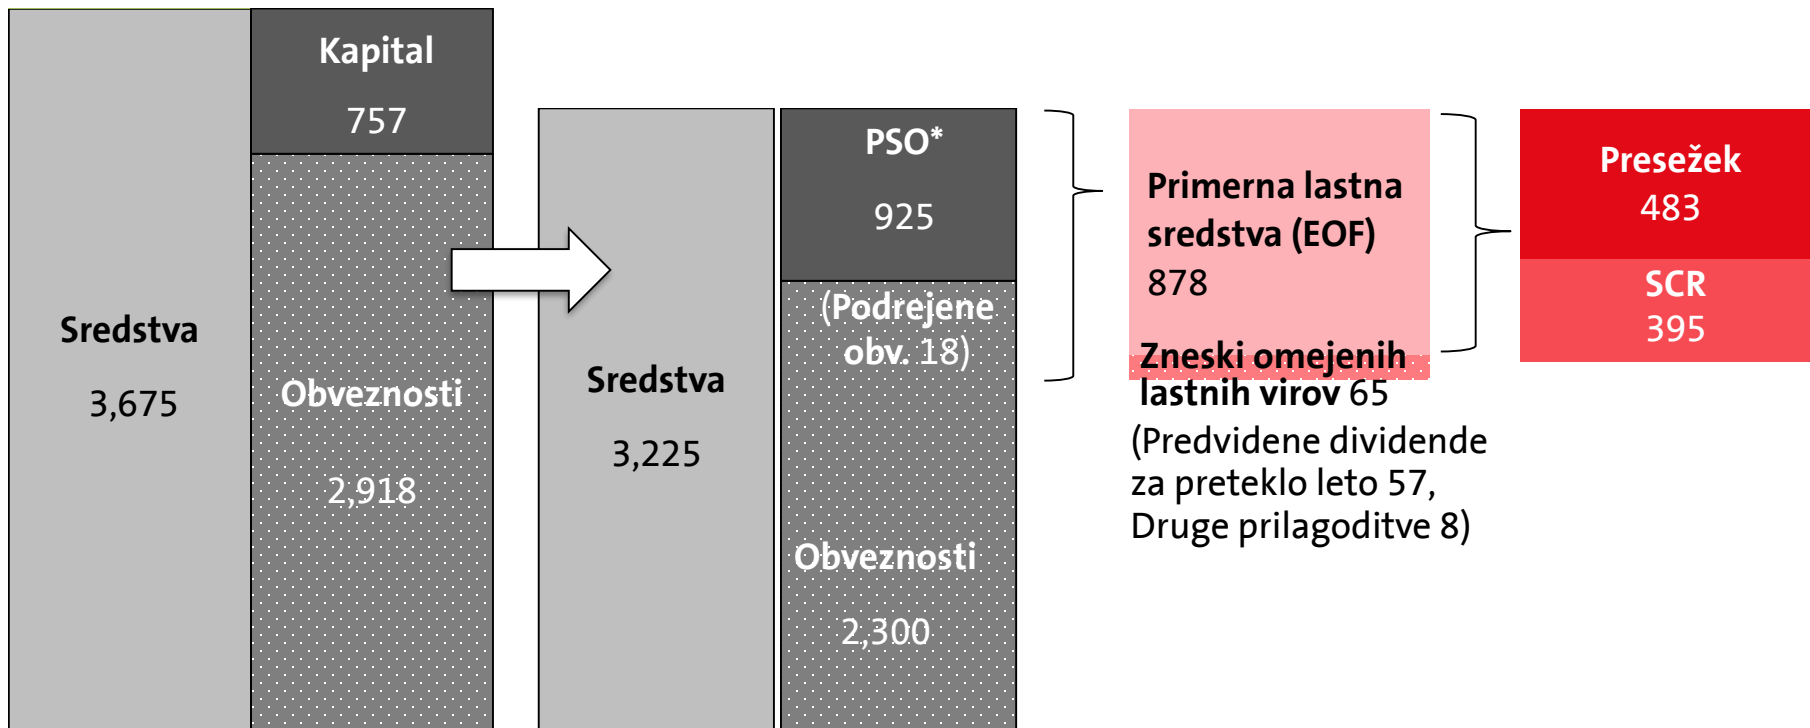 Sredstva
3,675
Kapital
757
Obveznosti
2,918
Sredstva
3,225
PSO*
925
(Podrejene
obv. 18)
Obveznosti
2,300
Primerna lastna
sredstva (EOF)
878
Zneski omejenih
lastnih virov 65
(Predvidene dividende
za preteklo leto 57,
Druge prilagoditve 8)
Presežek
483
SCR
395